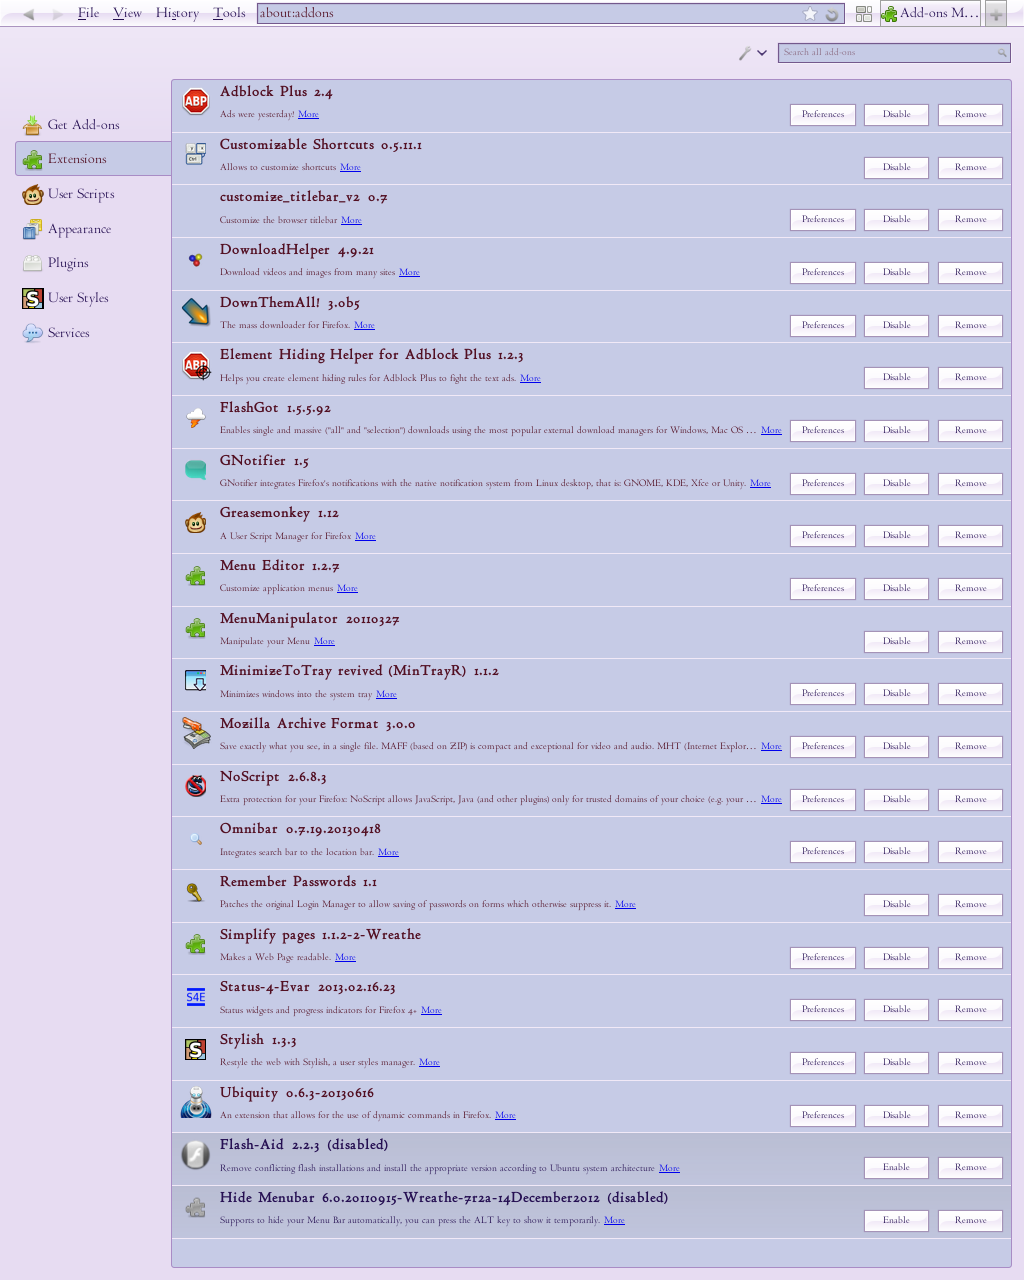 File View History Tools about:addons Add-ons M...
Search all add-ons
Get Add-ons
Extensions
User Scripts
Appearance
Plugins
User Styles
Services
ABP Adblock Plus 2.4
Ads were yesterday! More Preferences Disable Remove
Customizable Shortcuts 0.5.11.1
Ctrl
Allows to customize shortcuts More Disable Remove
customize_titlebar_v2 0.7
Customize the browser titlebar More Preferences Disable Remove
DownloadHelper 4.9.21
Download videos and images from many sites More Preferences Disable Remove
DownThemAll! 3.0b5
The mass downloader for Firefox. More Preferences Disable Remove
ABP Element Hiding Helper for Adblock Plus 1.2.3
Helps you create element hiding rules for Adblock Plus to fight the text ads. More Disable Remove
FlashGot 1.5.5.92
Enables single and massive ("all" and "selection") downloads using the most popular external download managers for Windows, Mac OS ... More Preferences Disable Remove
GNotifier 1.5
GNotifier integrates Firefox's notifications with the native notification system from Linux desktop, that is: GNOME, KDE, Xfce or Unity. More Preferences Disable Remove
Greasemonkey 1.12
A User Script Manager for Firefox More Preferences Disable Remove
Menu Editor 1.2.7
Customize application menus More Preferences Disable Remove
MenuManipulator 20110327
Manipulate your Menu More Disable Remove
MinimizeToTray revived (MinTrayR) 1.1.2
Minimizes windows into the system tray More Preferences Disable Remove
Mozilla Archive Format 3.0.0
Save exactly what you see, in a single file. MAFF (based on ZIP) is compact and exceptional for video and audio. MHT (Internet Explor... More Preferences Disable Remove
NoScript 2.6.8.3
Extra protection for your Firefox: NoScript allows JavaScript, Java (and other plugins) only for trusted domains of your choice (e.g. your ... More Preferences Disable Remove
Omnibar 0.7.19.20130418
Integrates search bar to the location bar. More Preferences Disable Remove
Remember Passwords 1.1
Patches the original Login Manager to allow saving of passwords on forms which otherwise suppress it. More Disable Remove
Simplify pages 1.1.2-2-Wreathe
Makes a Web Page readable. More Preferences Disable Remove
S4E Status-4-Evar 2013.02.16.23
Status widgets and progress indicators for Firefox 4+ More Preferences Disable Remove
S Stylish 1.3.3
Restyle the web with Stylish, a user styles manager. More Preferences Disable Remove
Ubiquity 0.6.3-20130616
An extension that allows for the use of dynamic commands in Firefox. More Preferences Disable Remove
Flash-Aid 2.2.3 (disabled)
Remove conflicting flash installations and install the appropriate version according to Ubuntu system architecture More Enable Remove
Hide Menubar 6.0.20110915-Wreathe-7r2a-14December2012 (disabled)
Supports to hide your Menu Bar automatically, you can press the ALT key to show it temporarily. More Enable Remove